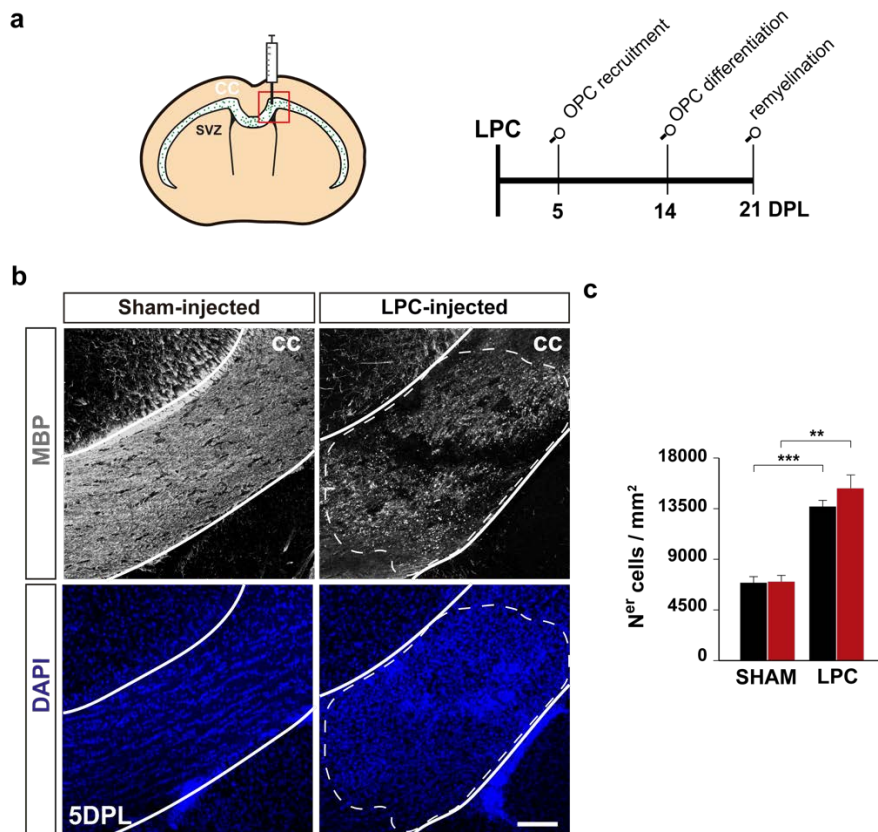 a
CC
SVZ
LPC
OPC recruitment
OPC differentiation
remyelination
5
14
21 DPL
b
Sham-injected
LPC-injected
MBP
CC
CC
DAPI
5DPL
c
**
***
18000
13500
9000
4500
0
Nᵉʳ cells / mm²
SHAM
LPC